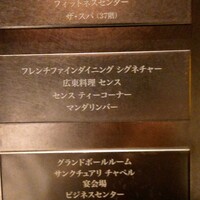 フィットネスセンター
ザ・スパ (37階)
フレンチファインダイニング シグネチャー
広東料理 センス
センス ティーコーナー
マンダリンバー
グランドボールルーム
サンクチュアリ チャペル
宴会場
ビジネスセンター